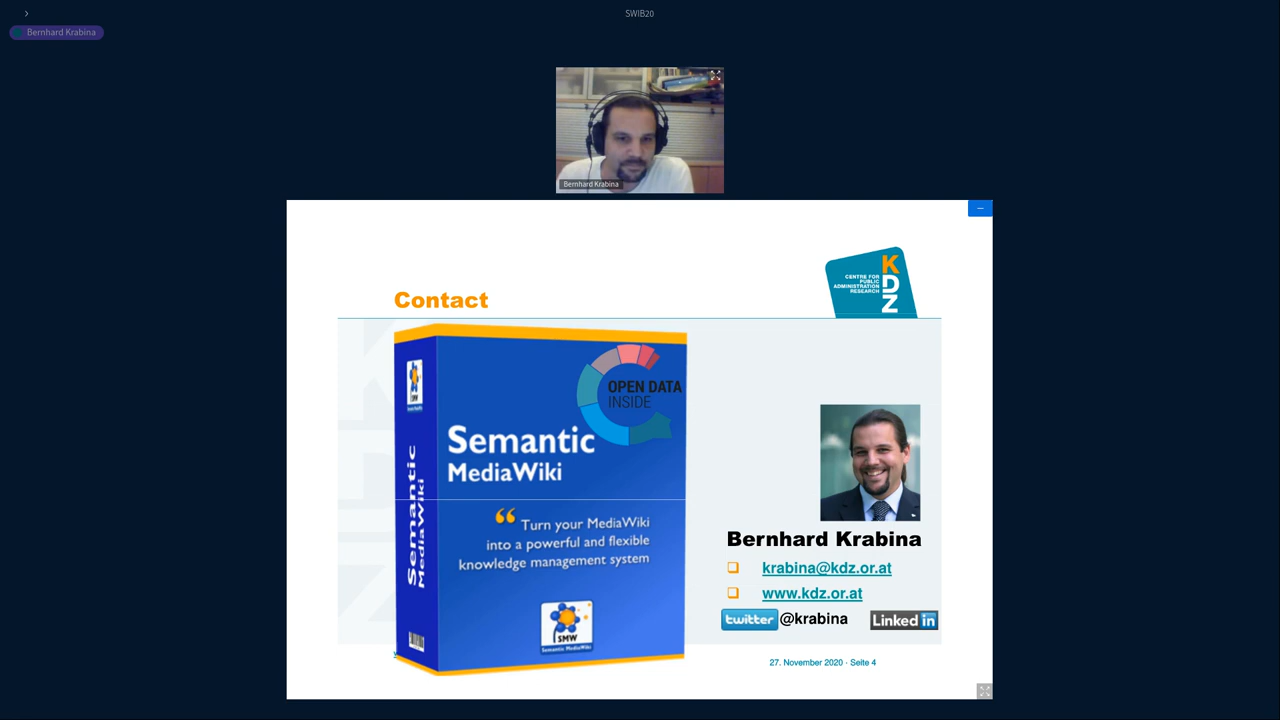 SWIB20
Bernhard Krabina
Bernhard Krabina
Contact
CENTRE FOR
PUBLIC
ADMINISTRATION
RESEARCH
KDZ
OPEN DATA
INSIDE
Semantic
MediaWiki
Semantic
MediaWiki
“ Turn your MediaWiki
into a powerful and flexible
knowledge management system
SMW
Semantic MediaWiki
Bernhard Krabina
krabina@kdz.or.at
www.kdz.or.at
twitter @krabina
Linked in
27. November 2020 · Seite 4